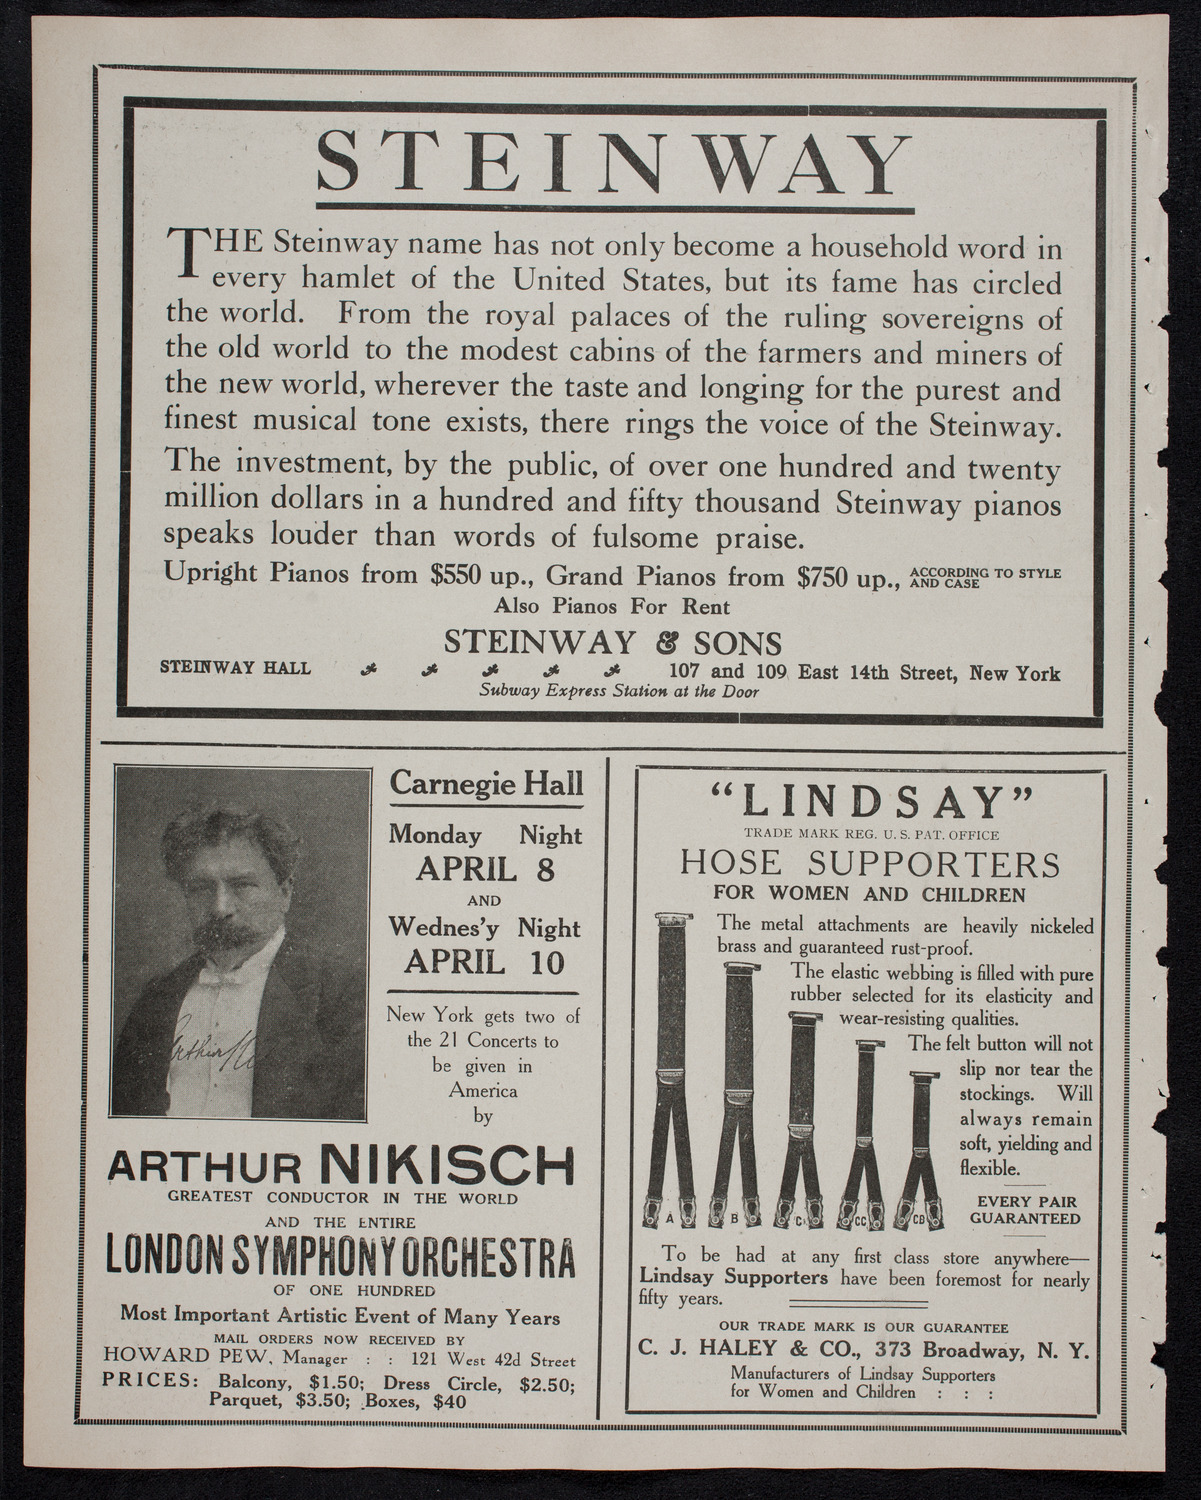 STEINWAY
THE Steinway name has not only become a household word in
every hamlet of the United States, but its fame has circled
the world. From the royal palaces of the ruling sovereigns of
the old world to the modest cabins of the farmers and miners of
the new world, wherever the taste and longing for the purest and
finest musical tone exists, there rings the voice of the Steinway.
The investment, by the public, of over one hundred and twenty
million dollars in a hundred and fifty thousand Steinway pianos
speaks louder than words of fulsome praise.
Upright Pianos from $550 up., Grand Pianos from $750 up., ACCORDING TO STYLE AND CASE
Also Pianos For Rent
STEINWAY & SONS
STEINWAY HALL 107 and 109 East 14th Street, New York
Subway Express Station at the Door
Carnegie Hall
Monday Night
APRIL 8
AND
Wednes'y Night
APRIL 10
New York gets two of
the 21 Concerts to
be given in
America
by
ARTHUR NIKISCH
GREATEST CONDUCTOR IN THE WORLD
AND THE ENTIRE
LONDON SYMPHONY ORCHESTRA
OF ONE HUNDRED
Most Important Artistic Event of Many Years
MAIL ORDERS NOW RECEIVED BY
HOWARD PEW, Manager : : 121 West 42d Street
PRICES: Balcony, $1.50; Dress Circle, $2.50;
Parquet, $3.50; Boxes, $40
"LINDSAY"
TRADE MARK REG. U. S. PAT. OFFICE
HOSE SUPPORTERS
FOR WOMEN AND CHILDREN
The metal attachments are heavily nickeled
brass and guaranteed rust-proof.
The elastic webbing is filled with pure
rubber selected for its elasticity and
wear-resisting qualities.
The felt button will not
slip nor tear the
stockings. Will
always remain
soft, yielding and
flexible.
EVERY PAIR
GUARANTEED
A B C CC CB
To be had at any first class store anywhere—
Lindsay Supporters have been foremost for nearly
fifty years.
OUR TRADE MARK IS OUR GUARANTEE
C. J. HALEY & CO., 373 Broadway, N. Y.
Manufacturers of Lindsay Supporters
for Women and Children : : :